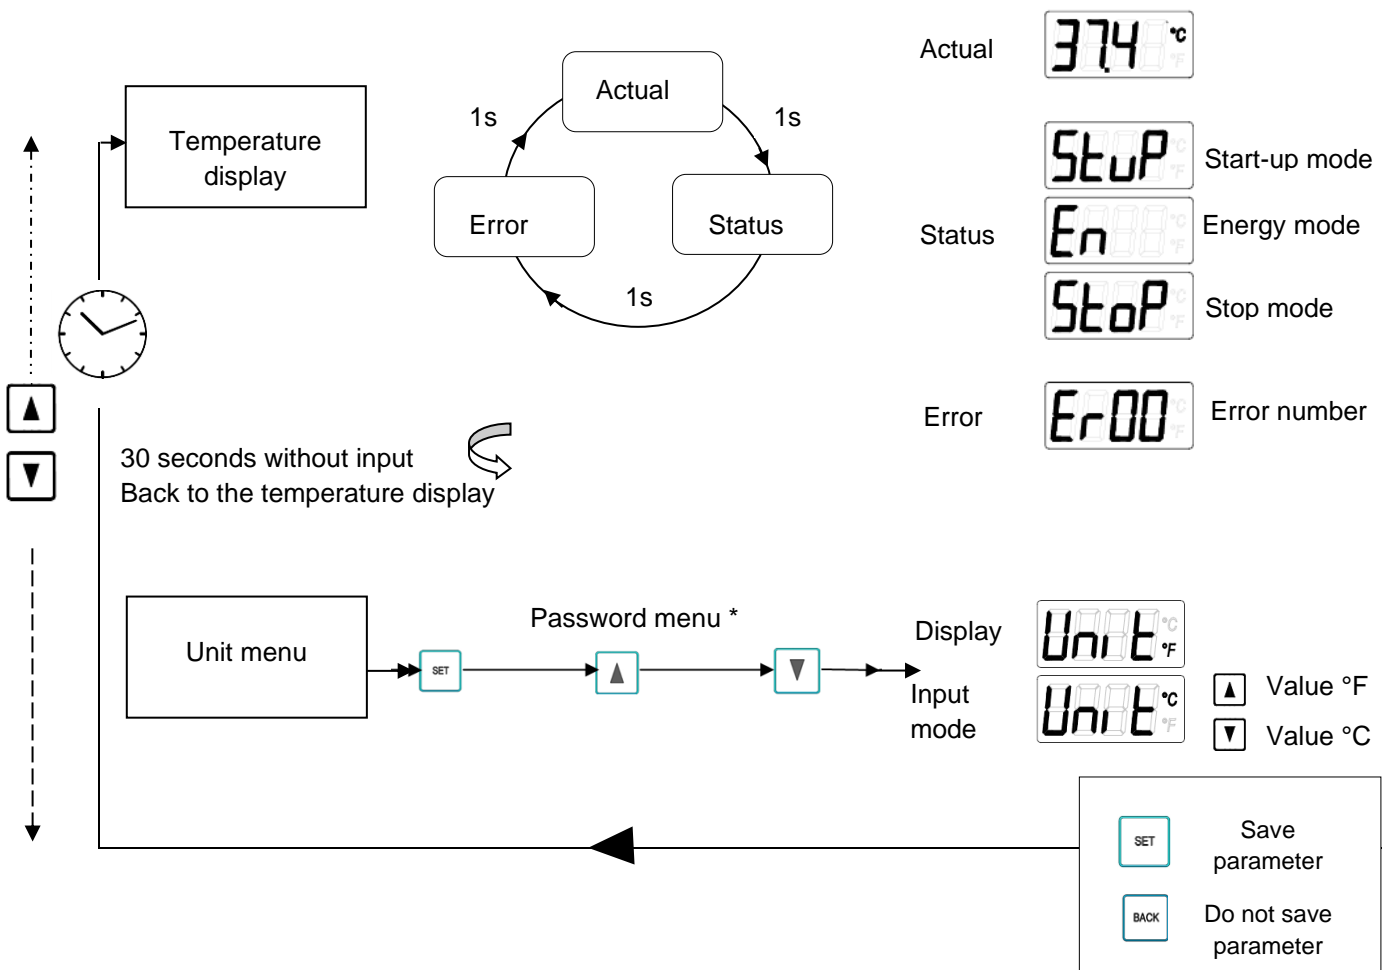 Actual
37.4 °C
°F
Temperature
display
Actual
1s
1s
Error
Status
1s
Status
StuP °C
°F
Start-up mode
En °C
°F
Energy mode
StoP °C
°F
Stop mode
Error
Er00 °C
°F
Error number
30 seconds without input
Back to the temperature display
Unit menu
SET
Password menu *
Display
Unit °C
°F
Input
mode
Unit °C
°F
Value °F
Value °C
SET
Save
parameter
BACK
Do not save
parameter